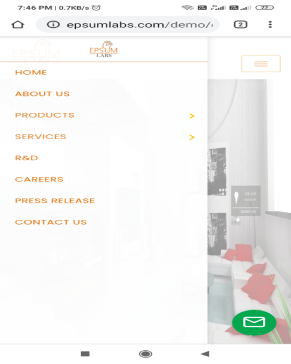 7:46 PM | 0.7KB/s
epsumlabs.com/demo/
2
EPSUM
LABS
HOME
ABOUT US
PRODUCTS >
SERVICES >
R&D
CAREERS
PRESS RELEASE
CONTACT US